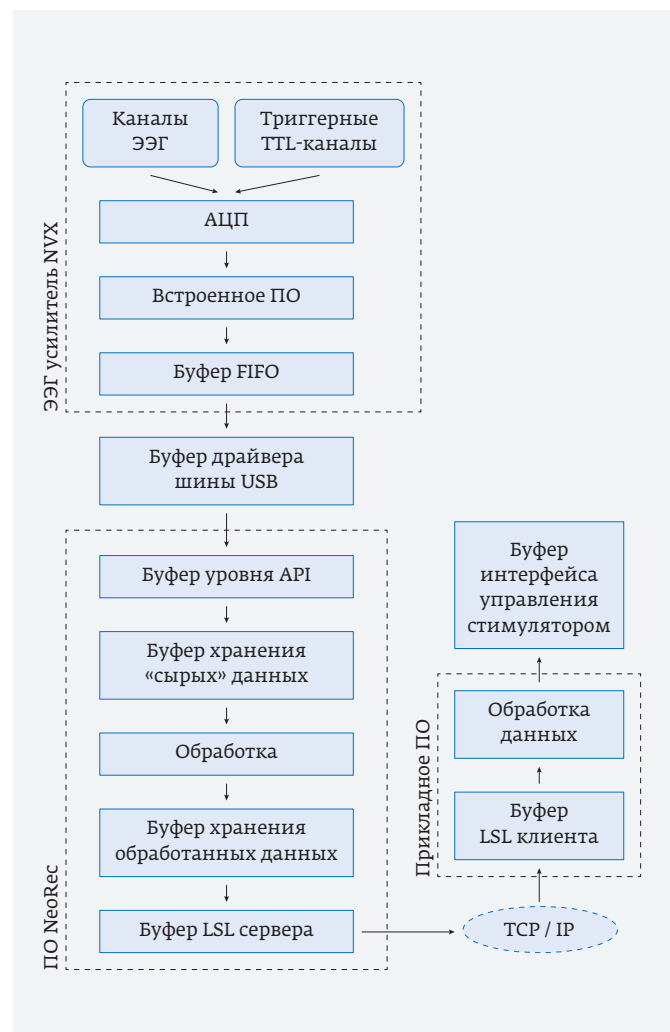 Каналы
ЭЭГ
Триггерные
TTL-каналы
АЦП
Встроенное ПО
Буфер FIFO
ЭЭГ усилитель NVX
Буфер драйвера
шины USB
Буфер уровня API
Буфер хранения
«сырых» данных
Обработка
Буфер хранения
обработанных данных
Буфер LSL сервера
ПО NeoRec
TCP / IP
Буфер
LSL клиента
Обработка
данных
Прикладное ПО
Буфер
интерфейса
управления
стимулятором